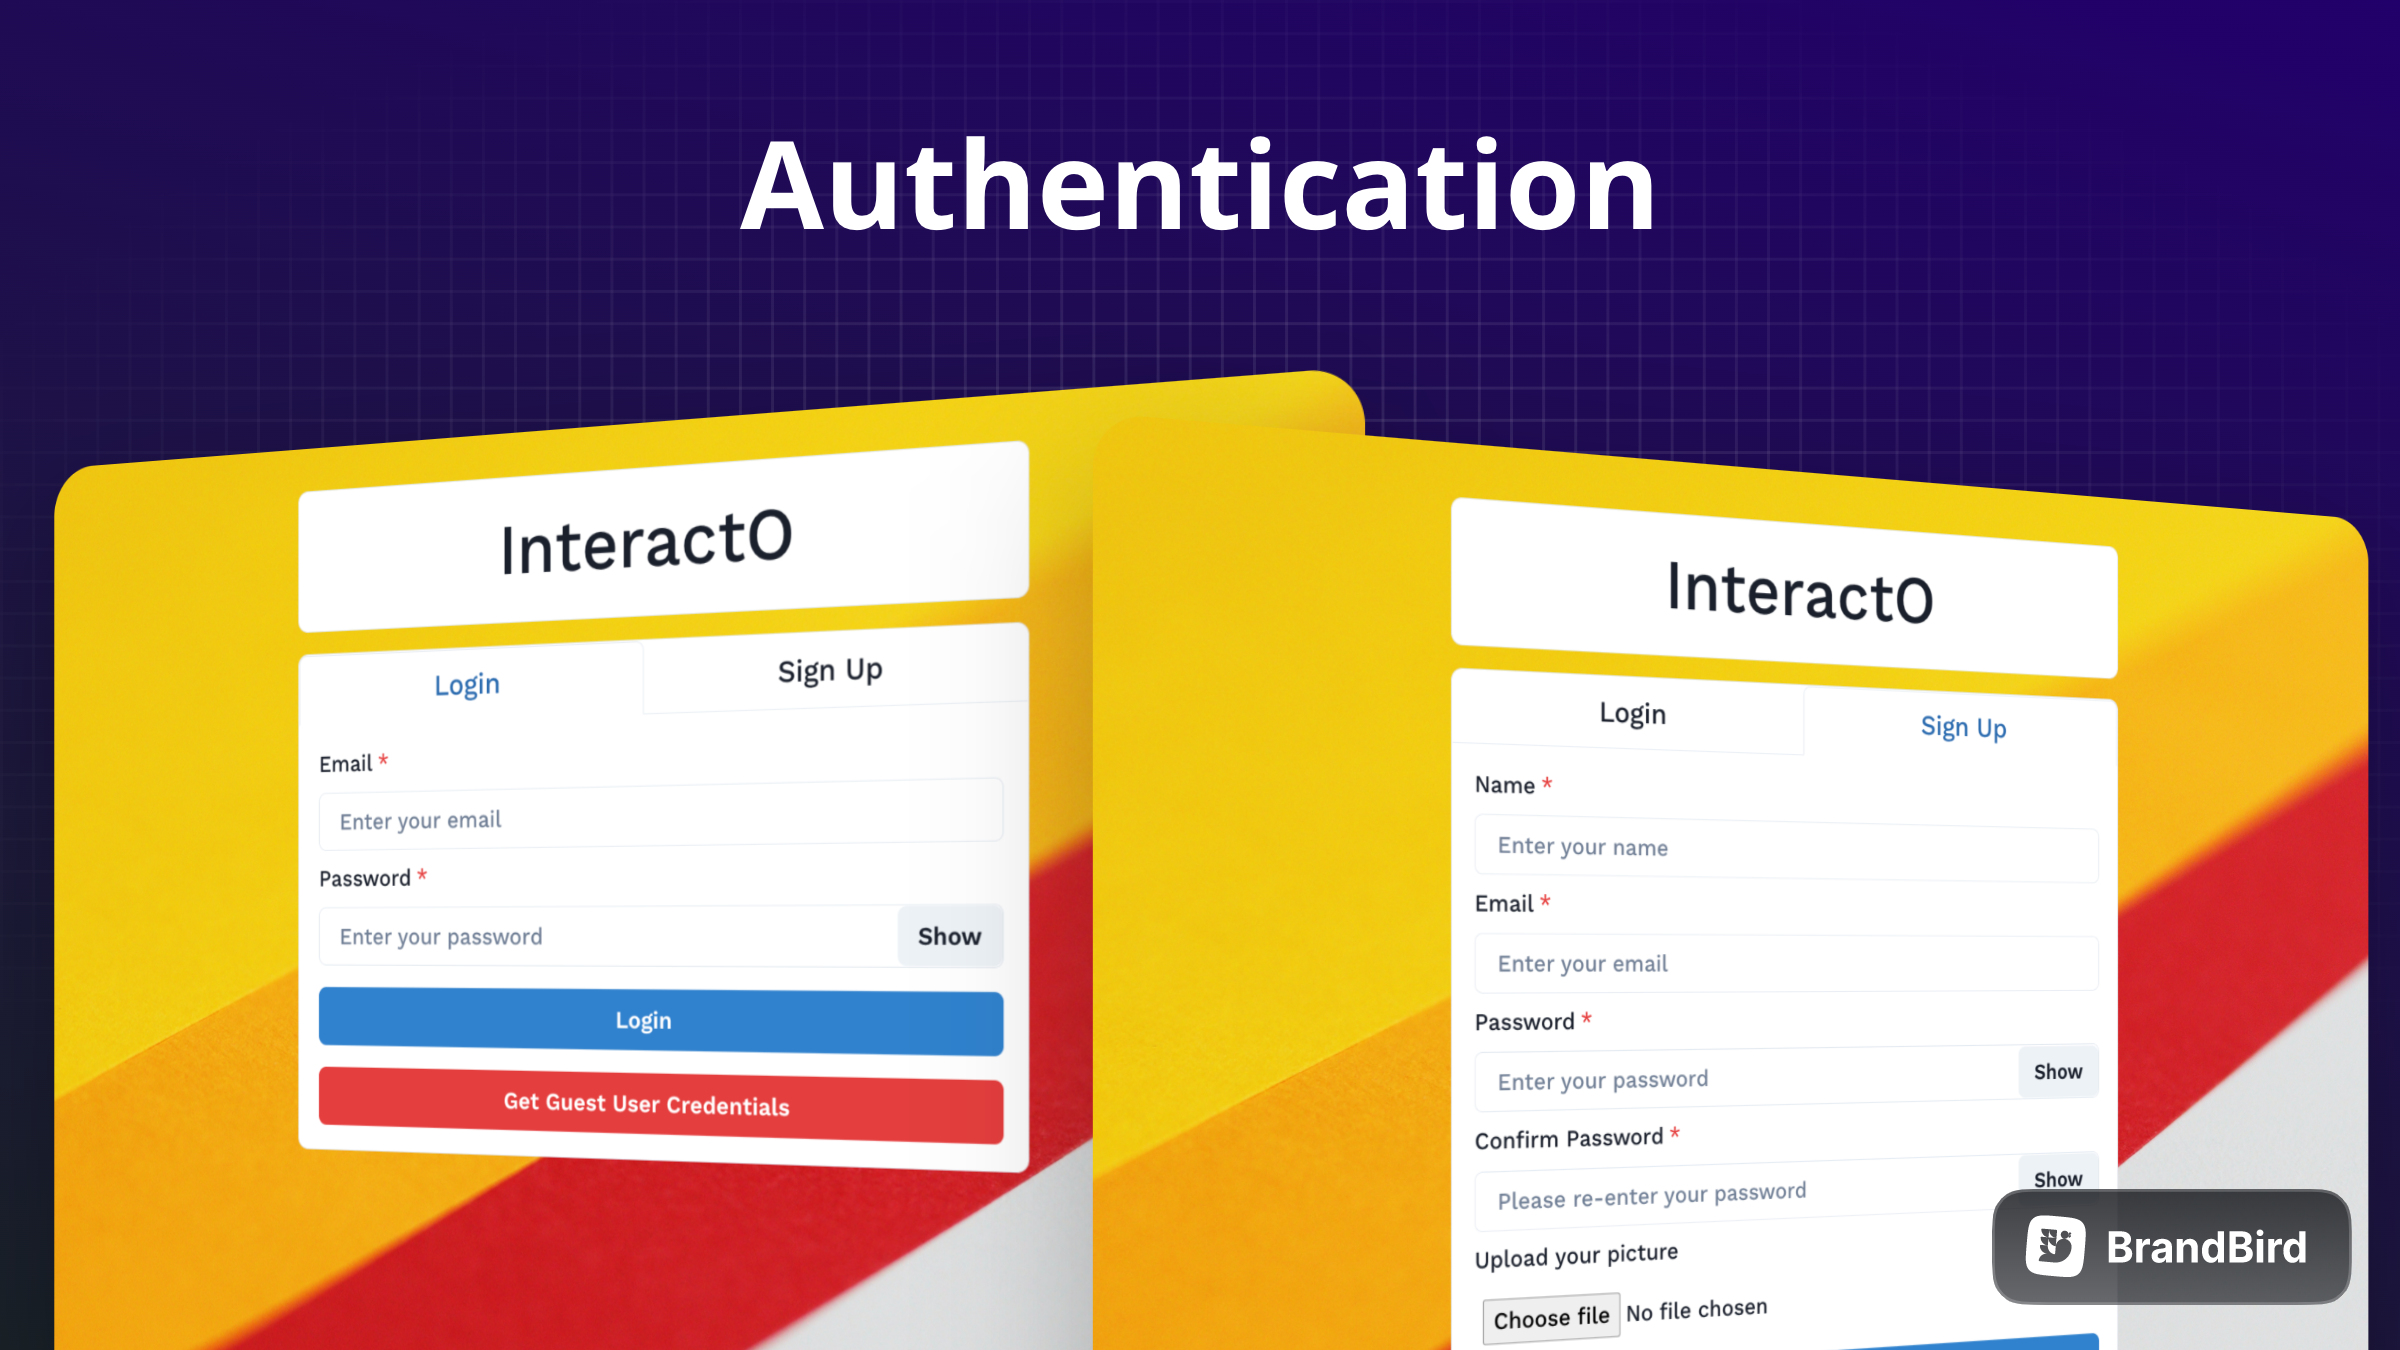 Authentication
InteractO
Login
Sign Up
Email *
Enter your email
Password *
Enter your password
Show
Login
Get Guest User Credentials
InteractO
Login
Sign Up
Name *
Enter your name
Email *
Enter your email
Password *
Enter your password
Show
Confirm Password *
Please re-enter your password
Show
Upload your picture
Choose file No file chosen
BrandBird